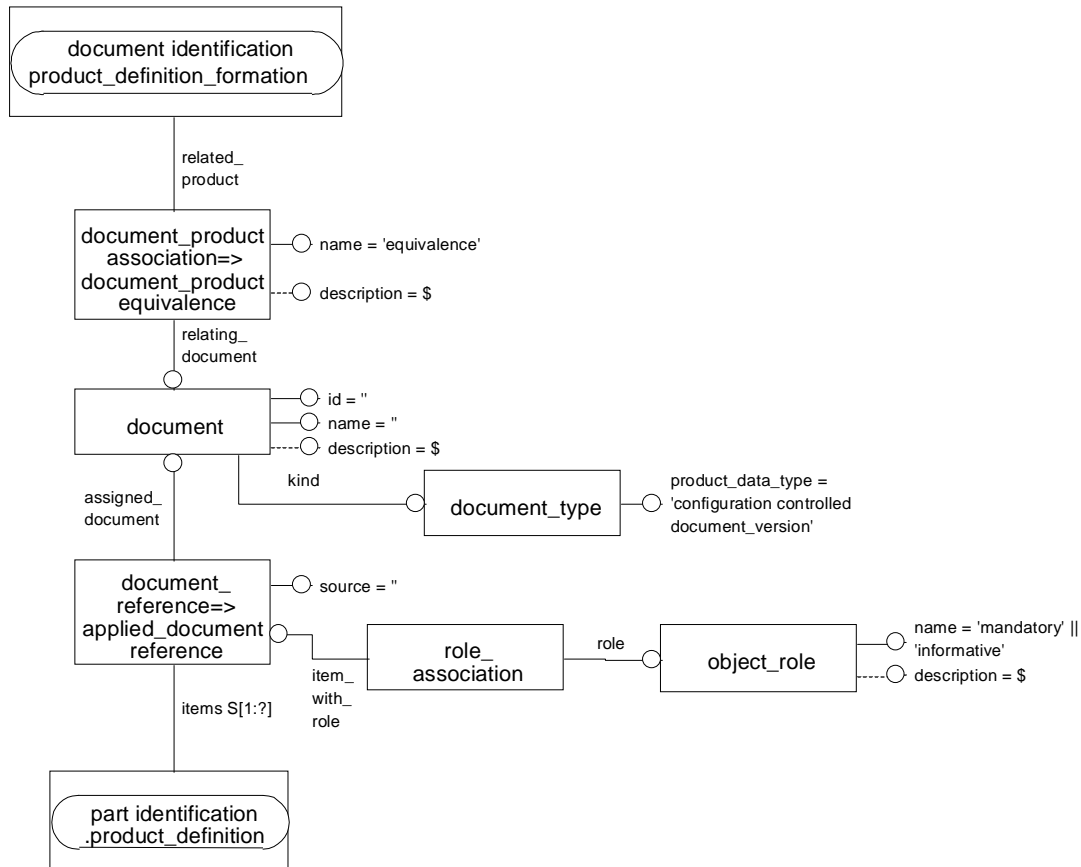 document identification
product_definition_formation
related_
product
document_product
association=>
document_product
equivalence
name = 'equivalence'
description = $
relating_
document
document
id = ''
name = ''
description = $
kind
assigned_
document
document_type
product_data_type =
'configuration controlled
document_version'
document_
reference=>
applied_document
reference
source = ''
item_
with_
role
role_
association
role
object_role
name = 'mandatory' ||
'informative'
description = $
items S[1:?]
part identification
.product_definition